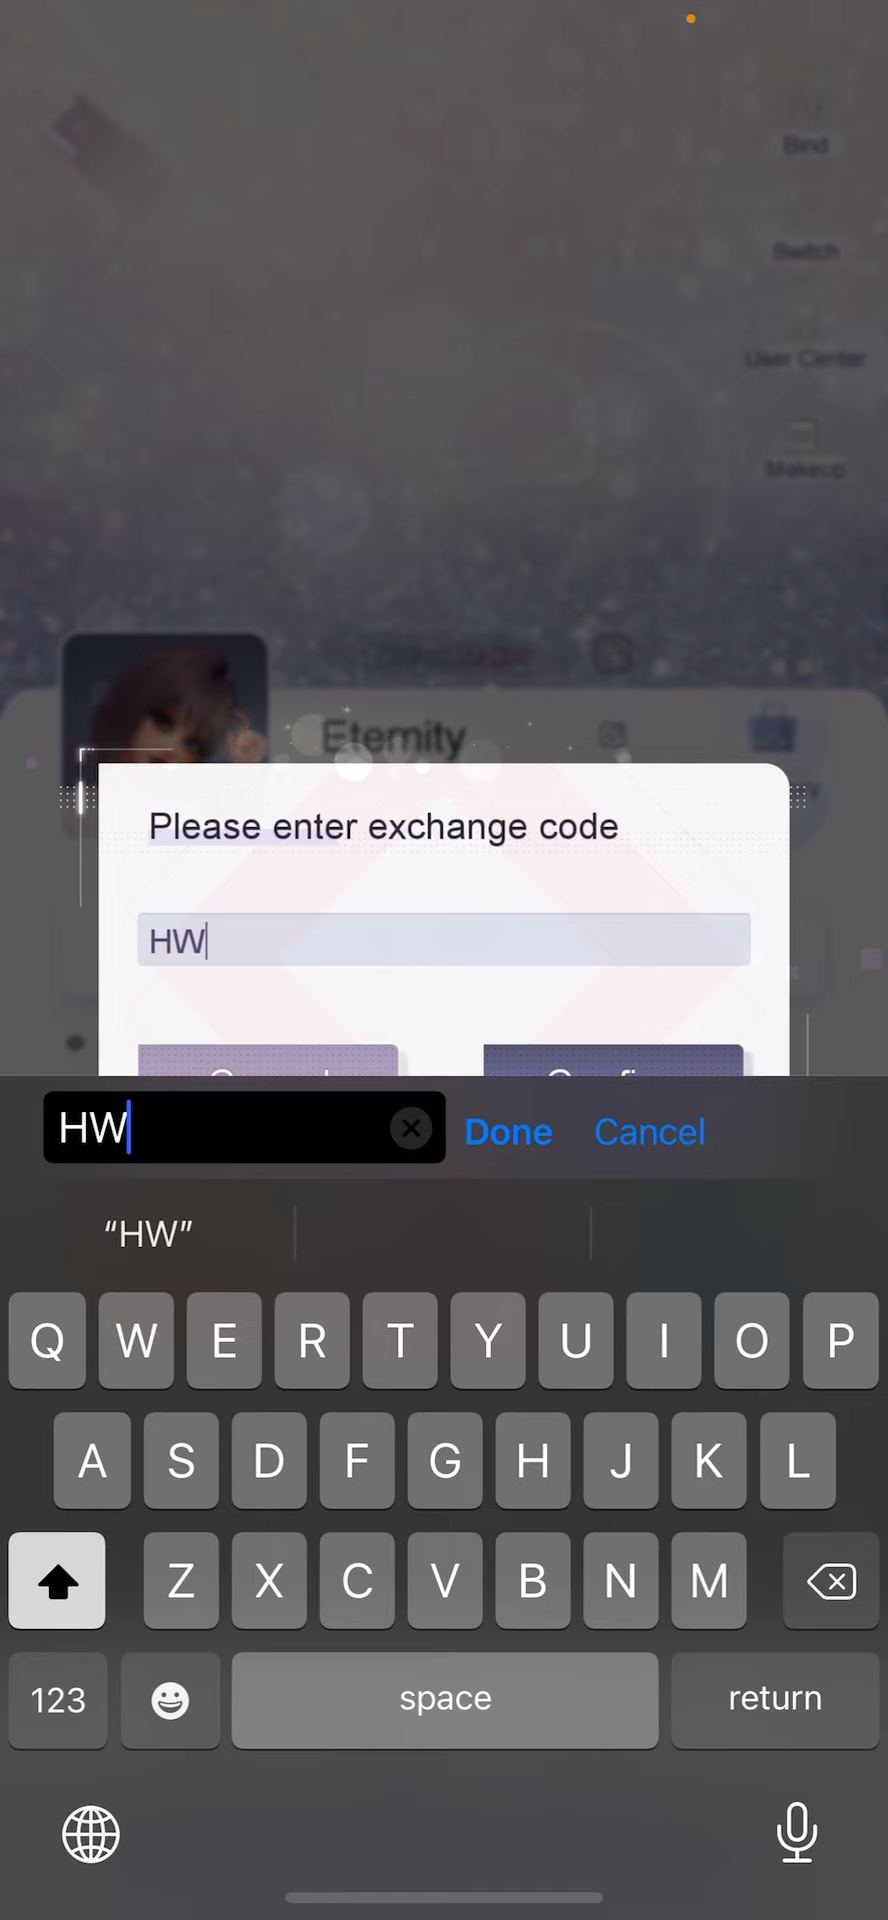 Bind
Switch
User Center
Makeup
Eternity
Please enter exchange code
HW
HW
Done
Cancel
“HW”
Q W E R T Y U I O P
A S D F G H J K L
Z X C V B N M
123
space
return